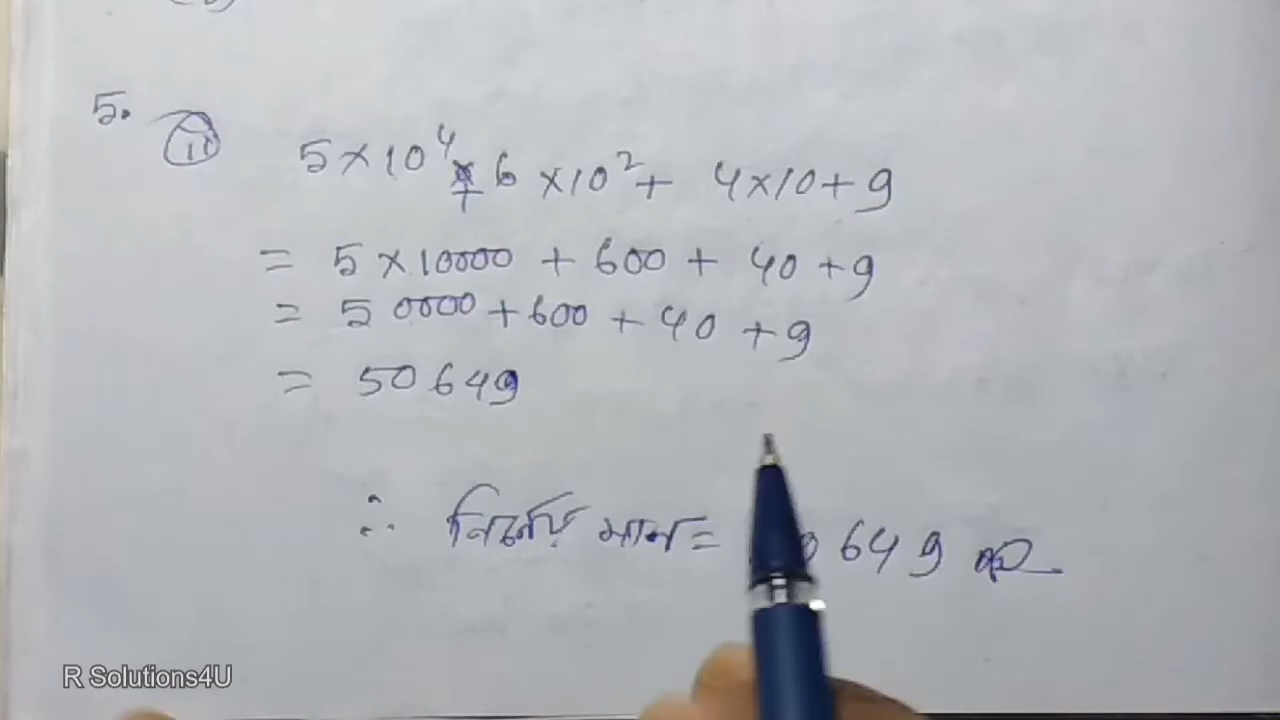 5. (ii) 5 × 10⁴ + 6 × 10² + 4 × 10 + 9
= 5 × 10000 + 600 + 40 + 9
= 50000 + 600 + 40 + 9
= 50649
∴ নির্ণেয় মান = 649
R Solutions4U